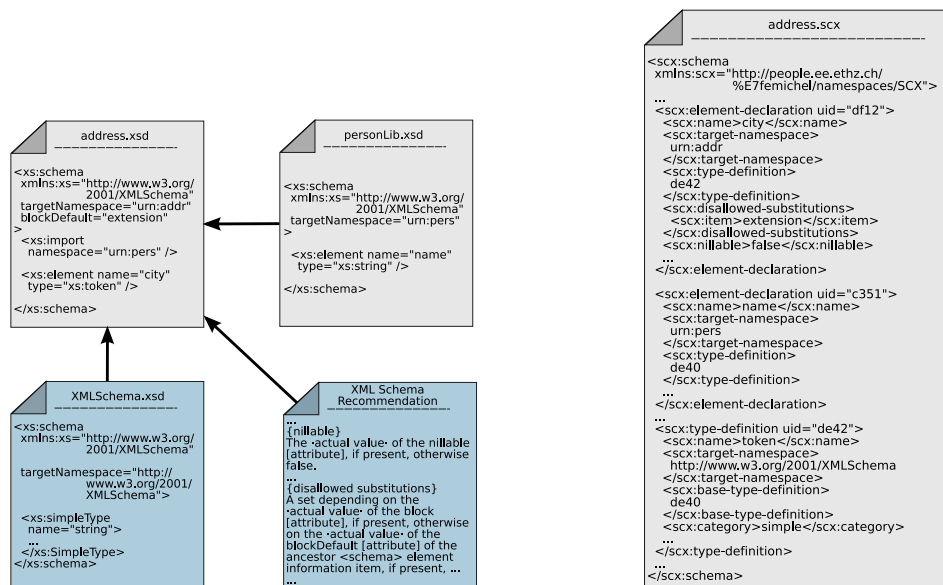 address.xsd
<xs:schema
xmlns:xs="http://www.w3.org/
2001/XMLSchema"
targetNamespace="urn:addr"
blockDefault="extension"
>
<xs:import
namespace="urn:pers" />
<xs:element name="city"
type="xs:token" />
</xs:schema>
personLib.xsd
<xs:schema
xmlns:xs="http://www.w3.org/
2001/XMLSchema"
targetNamespace="urn:pers"
>
<xs:element name="name"
type="xs:string" />
</xs:schema>
XMLSchema.xsd
<xs:schema
xmlns:xs="http://www.w3.org/
2001/XMLSchema"
targetNamespace="http://
www.w3.org/2001/
XMLSchema">
<xs:simpleType
name="string">
...
</xs:SimpleType>
</xs:schema>
XML Schema
Recommendation
...
{nillable}
The ·actual value· of the nillable
[attribute], if present, otherwise
false.
...
{disallowed substitutions}
A set depending on the
·actual value· of the block
[attribute], if present, otherwise
on the ·actual value· of the
blockDefault [attribute] of the
ancestor <schema> element
information item, if present, ...
...
address.scx
<scx:schema
xmlns:scx="http://people.ee.ethz.ch/
%E7femichel/namespaces/SCX">
...
<scx:element-declaration uid="df12">
<scx:name>city</scx:name>
<scx:target-namespace>
urn:addr
</scx:target-namespace>
<scx:type-definition>
de42
</scx:type-definition>
<scx:disallowed-substitutions>
<scx:item>extension</scx:item>
</scx:disallowed-substitutions>
<scx:nillable>false</scx:nillable>
...
</scx:element-declaration>
<scx:element-declaration uid="c351">
<scx:name>name</scx:name>
<scx:target-namespace>
urn:pers
</scx:target-namespace>
<scx:type-definition>
de40
</scx:type-definition>
...
</scx:element-declaration>
...
<scx:type-definition uid="de42">
<scx:name>token</scx:name>
<scx:target-namespace>
http://www.w3.org/2001/XMLSchema
</scx:target-namespace>
<scx:base-type-definition>
de40
</scx:base-type-definition>
<scx:category>simple</scx:category>
...
</scx:type-definition>
...
</scx:schema>